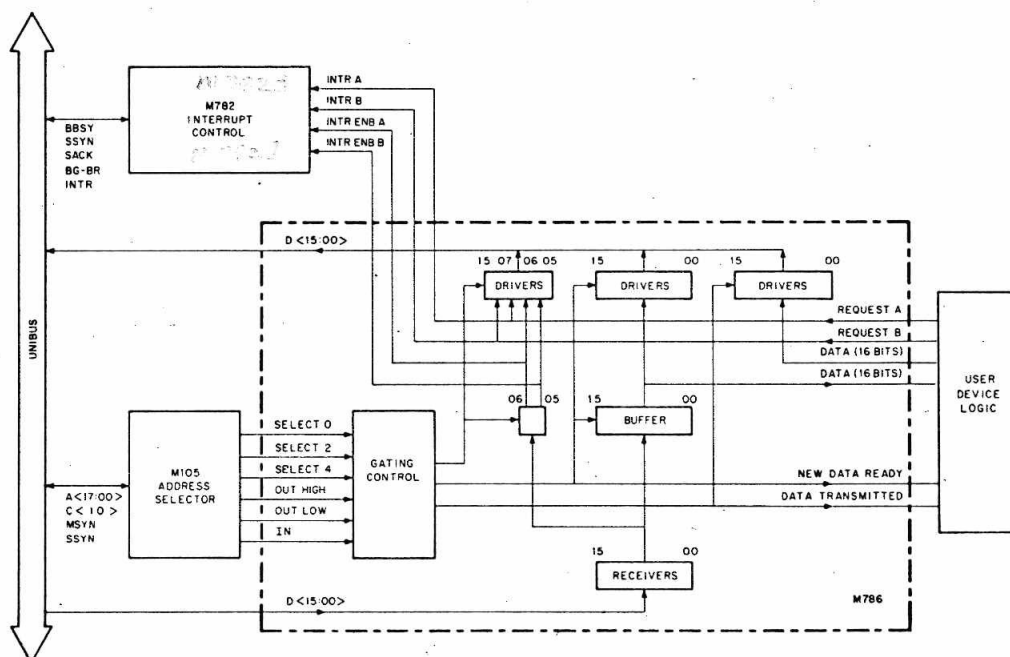 UNIBUS
M782
INTERRUPT
CONTROL
INTR A
INTR B
INTR ENB A
INTR ENB B
BBSY
SSYN
SACK
BG-BR
INTR
D <15:00>
15 07 06 05
DRIVERS
15 00
DRIVERS
15 00
DRIVERS
REQUEST A
REQUEST B
DATA (16 BITS)
DATA (16 BITS)
USER
DEVICE
LOGIC
06 05
15 00
BUFFER
M105
ADDRESS
SELECTOR
SELECT 0
SELECT 2
SELECT 4
OUT HIGH
OUT LOW
IN
GATING
CONTROL
NEW DATA READY
DATA TRANSMITTED
A<17:00>
C< 1 0 >
MSYN
SSYN
15 00
RECEIVERS
D <15:00>
M786